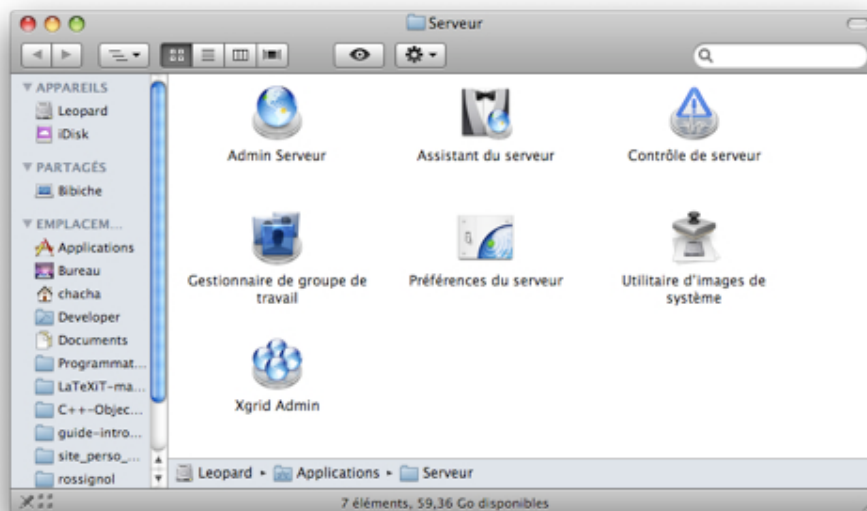 Serveur
APPAREILS
Leopard
iDisk
PARTAGÉS
Bibiche
EMPLACEM...
Applications
Bureau
chacha
Developer
Documents
Programmat...
LaTeXiT-ma...
C++-Objec...
guide-intro...
site_perso_...
rossignol
Admin Serveur
Assistant du serveur
Contrôle de serveur
Gestionnaire de groupe de
travail
Préférences du serveur
Utilitaire d'images de
système
Xgrid Admin
Leopard ▸ Applications ▸ Serveur
7 éléments, 59,36 Go disponibles